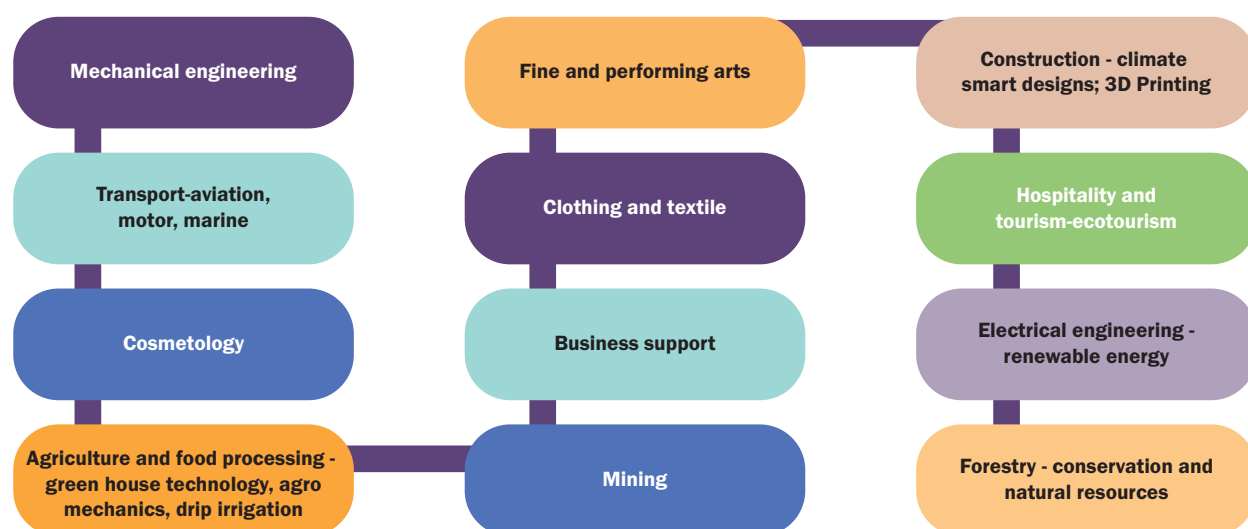 Mechanical engineering
Transport-aviation,
motor, marine
Cosmetology
Agriculture and food processing -
green house technology, agro
mechanics, drip irrigation
Mining
Business support
Clothing and textile
Fine and performing arts
Construction - climate
smart designs; 3D Printing
Hospitality and
tourism-ecotourism
Electrical engineering -
renewable energy
Forestry - conservation and
natural resources